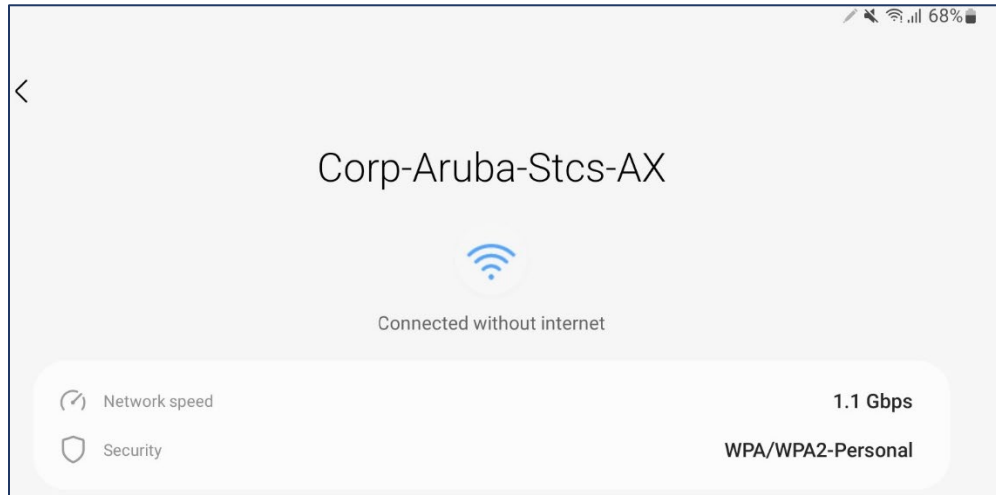 68%
Corp-Aruba-Stcs-AX
Connected without internet
Network speed 1.1 Gbps
Security WPA/WPA2-Personal